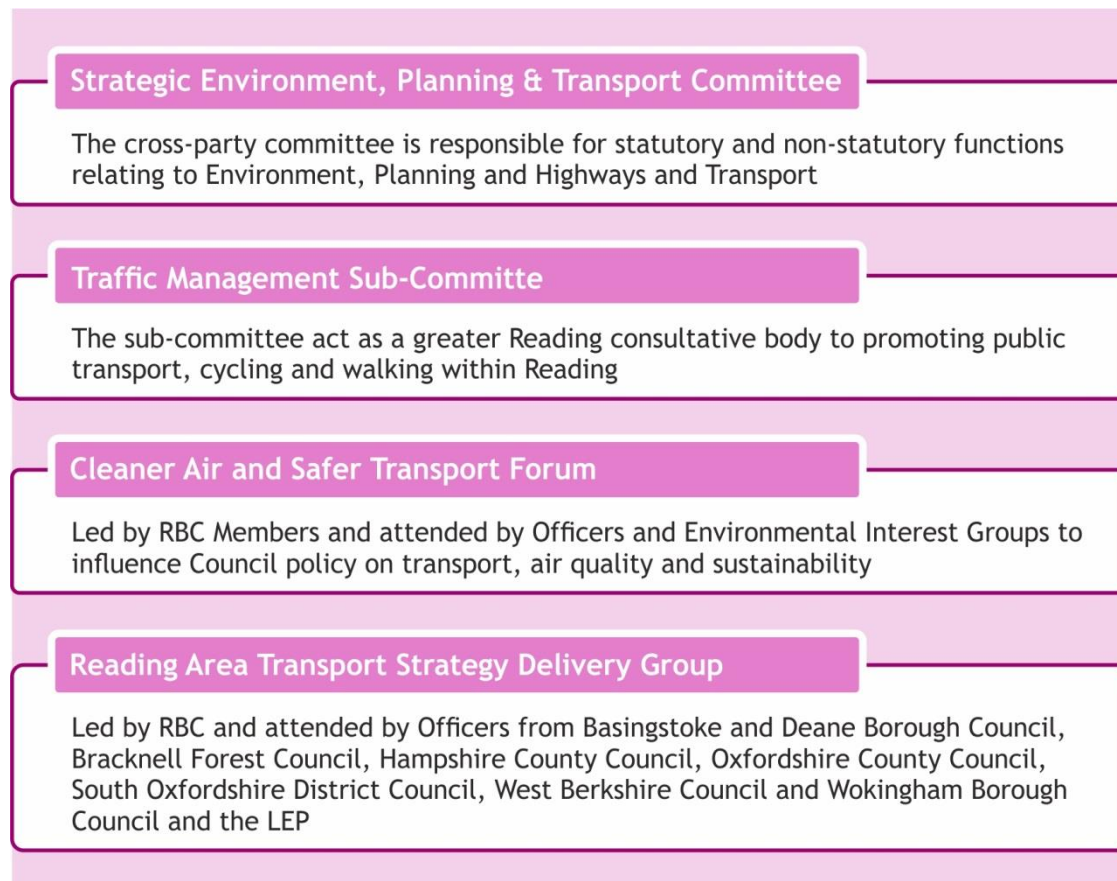 Strategic Environment, Planning & Transport Committee
The cross-party committee is responsible for statutory and non-statutory functions
relating to Environment, Planning and Highways and Transport
Traffic Management Sub-Committe
The sub-committee act as a greater Reading consultative body to promoting public
transport, cycling and walking within Reading
Cleaner Air and Safer Transport Forum
Led by RBC Members and attended by Officers and Environmental Interest Groups to
influence Council policy on transport, air quality and sustainability
Reading Area Transport Strategy Delivery Group
Led by RBC and attended by Officers from Basingstoke and Deane Borough Council,
Bracknell Forest Council, Hampshire County Council, Oxfordshire County Council,
South Oxfordshire District Council, West Berkshire Council and Wokingham Borough
Council and the LEP